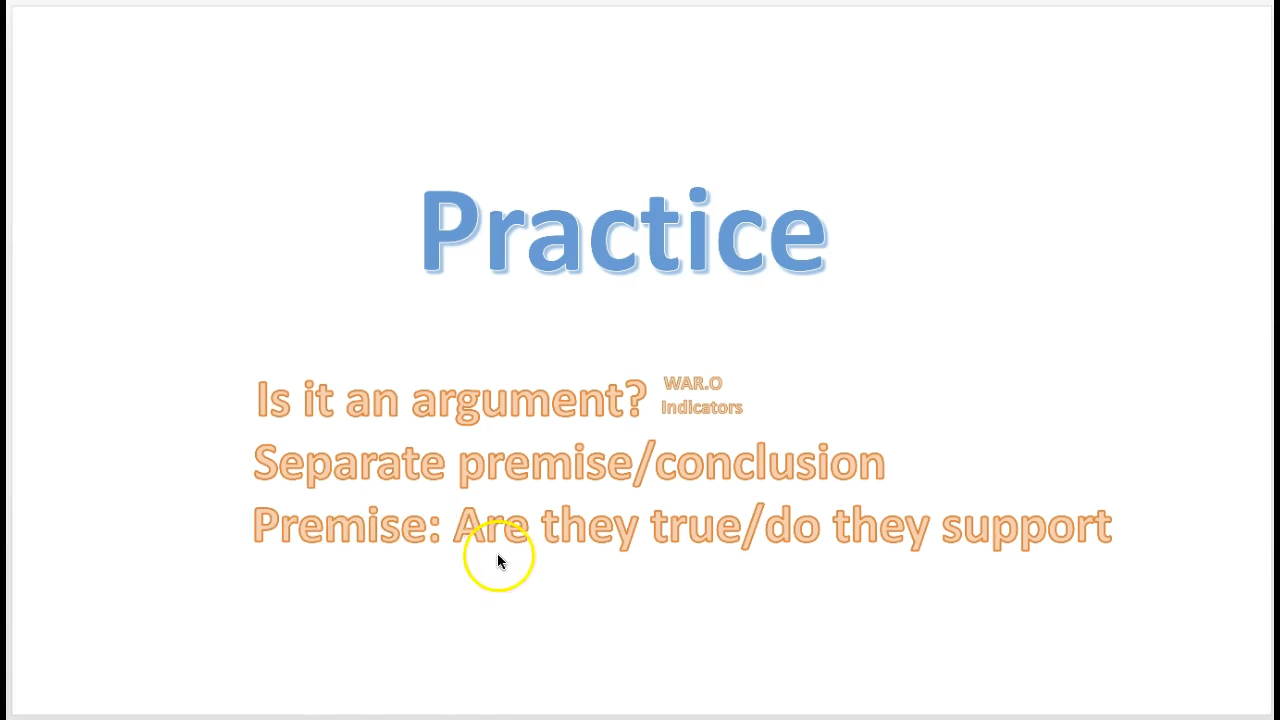 Practice
Is it an argument?
WAR.O
Indicators
Separate premise/conclusion
Premise: Are they true/do they support